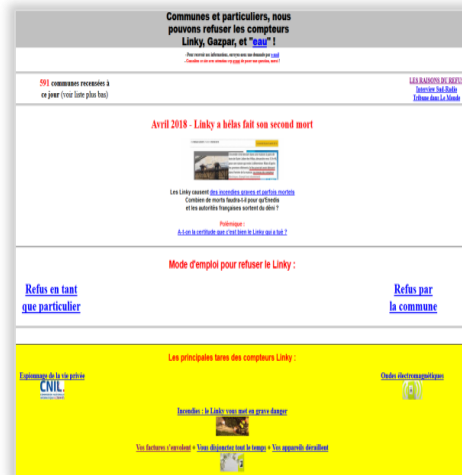 Communes et particuliers, nous
pouvons refuser les compteurs
Linky, Gazpar, et "eau" !
591 communes recensées à
ce jour (voir liste plus bas)
LES RAISONS DU REFUS
Interview Sud-Radio
Tribune dans Le Monde
Avril 2018 - Linky a hélas fait son second mort
Les Linky causent des incendies graves et parfois mortels
Combien de morts faudra-t-il pour qu'Enedis
et les autorités françaises sortent du déni ?
Polémique :
A-t-on la certitude que c'est bien le Linky qui a tué ?
Mode d'emploi pour refuser le Linky :
Refus en tant
que particulier
Refus par
la commune
Les principales tares des compteurs Linky :
Espionnage de la vie privée
CNIL.
Ondes électromagnétiques
Incendies : le Linky vous met en grave danger
Vos factures s'envolent + Vous disjonctez tout le temps + Vos appareils déraillent